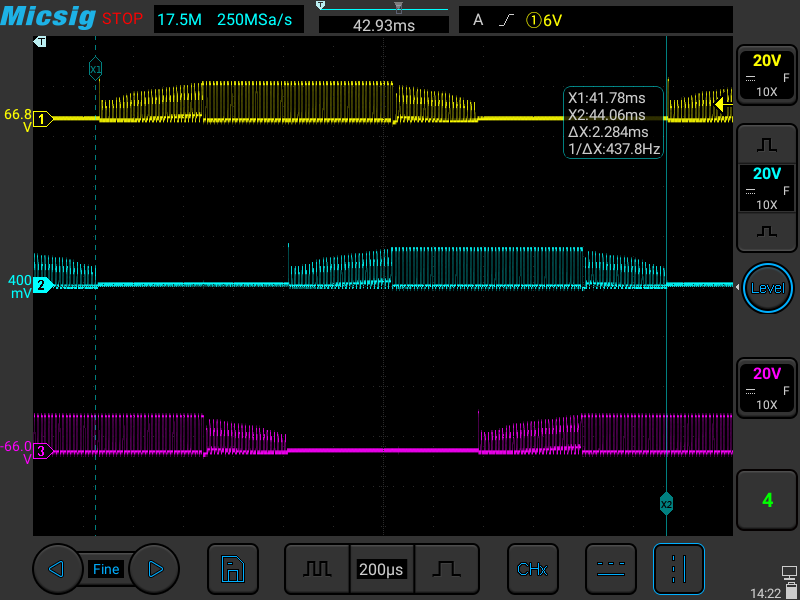 Micsig STOP 17.5M 250MSa/s T 42.93ms A ①6V
T
X1
20V
F
10X
66.8
V
1
X1:41.78ms
X2:44.06ms
ΔX:2.284ms
1/ΔX:437.8Hz
20V
F
10X
400
mV
2
Level
20V
F
10X
-66.0
V
3
X2
4
Fine
200µs
CHx
14:22